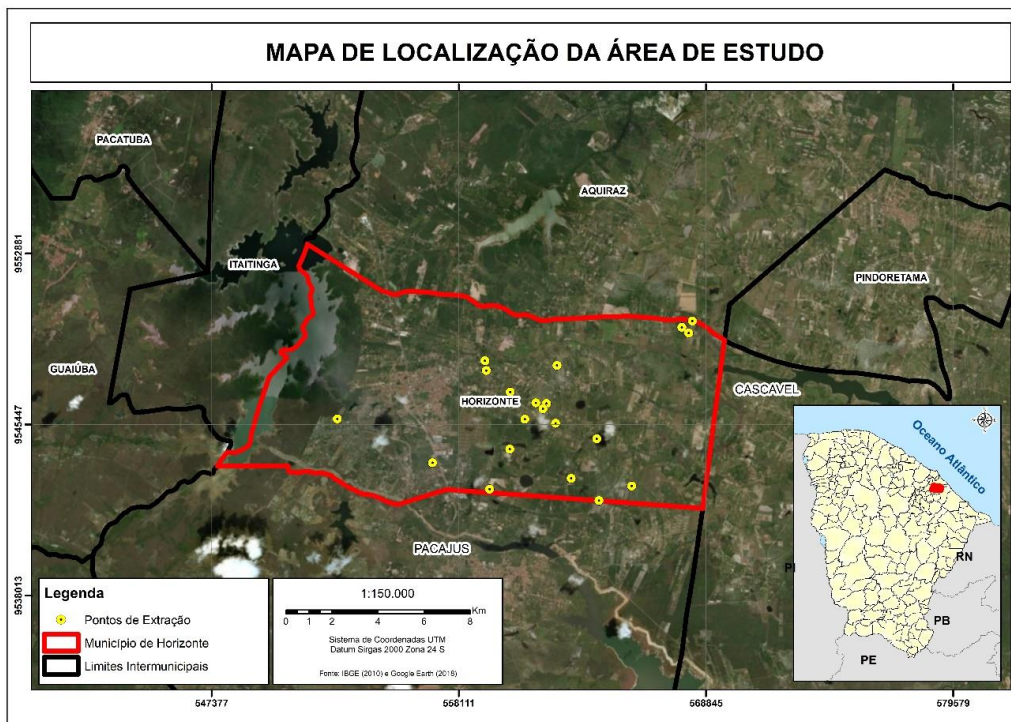 MAPA DE LOCALIZAÇÃO DA ÁREA DE ESTUDO
PACATUBA
AQUIRAZ
9552881
ITAITINGA
PINDORETAMA
GUAIÚBA
CASCAVEL
HORIZONTE
9545447
Oceano Atlântico
PACAJUS
RN
PB
PE
9538013
Legenda
Pontos de Extração
Município de Horizonte
Limites Intermunicipais
1:150.000
Km
0 1 2 4 6 8
Sistema de Coordenadas UTM
Datum Sirgas 2000 Zona 24 S
Fonte: IBGE (2010) e Google Earth (2018)
547377 558111 568845 579579